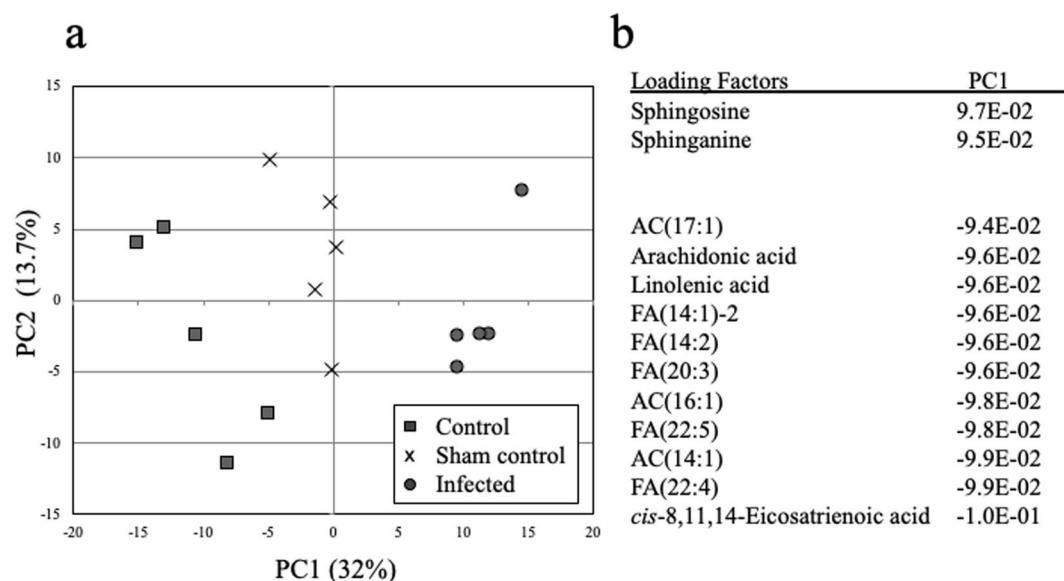 a
15
10
5
0
-5
-10
-15
PC2 (13.7%)
-20
-15
-10
-5
0
5
10
15
20
PC1 (32%)
Control
Sham control
Infected
b
Loading Factors PC1
Sphingosine 9.7E-02
Sphinganine 9.5E-02
AC(17:1) -9.4E-02
Arachidonic acid -9.6E-02
Linolenic acid -9.6E-02
FA(14:1)-2 -9.6E-02
FA(14:2) -9.6E-02
FA(20:3) -9.6E-02
AC(16:1) -9.8E-02
FA(22:5) -9.8E-02
AC(14:1) -9.9E-02
FA(22:4) -9.9E-02
cis-8,11,14-Eicosatrienoic acid -1.0E-01